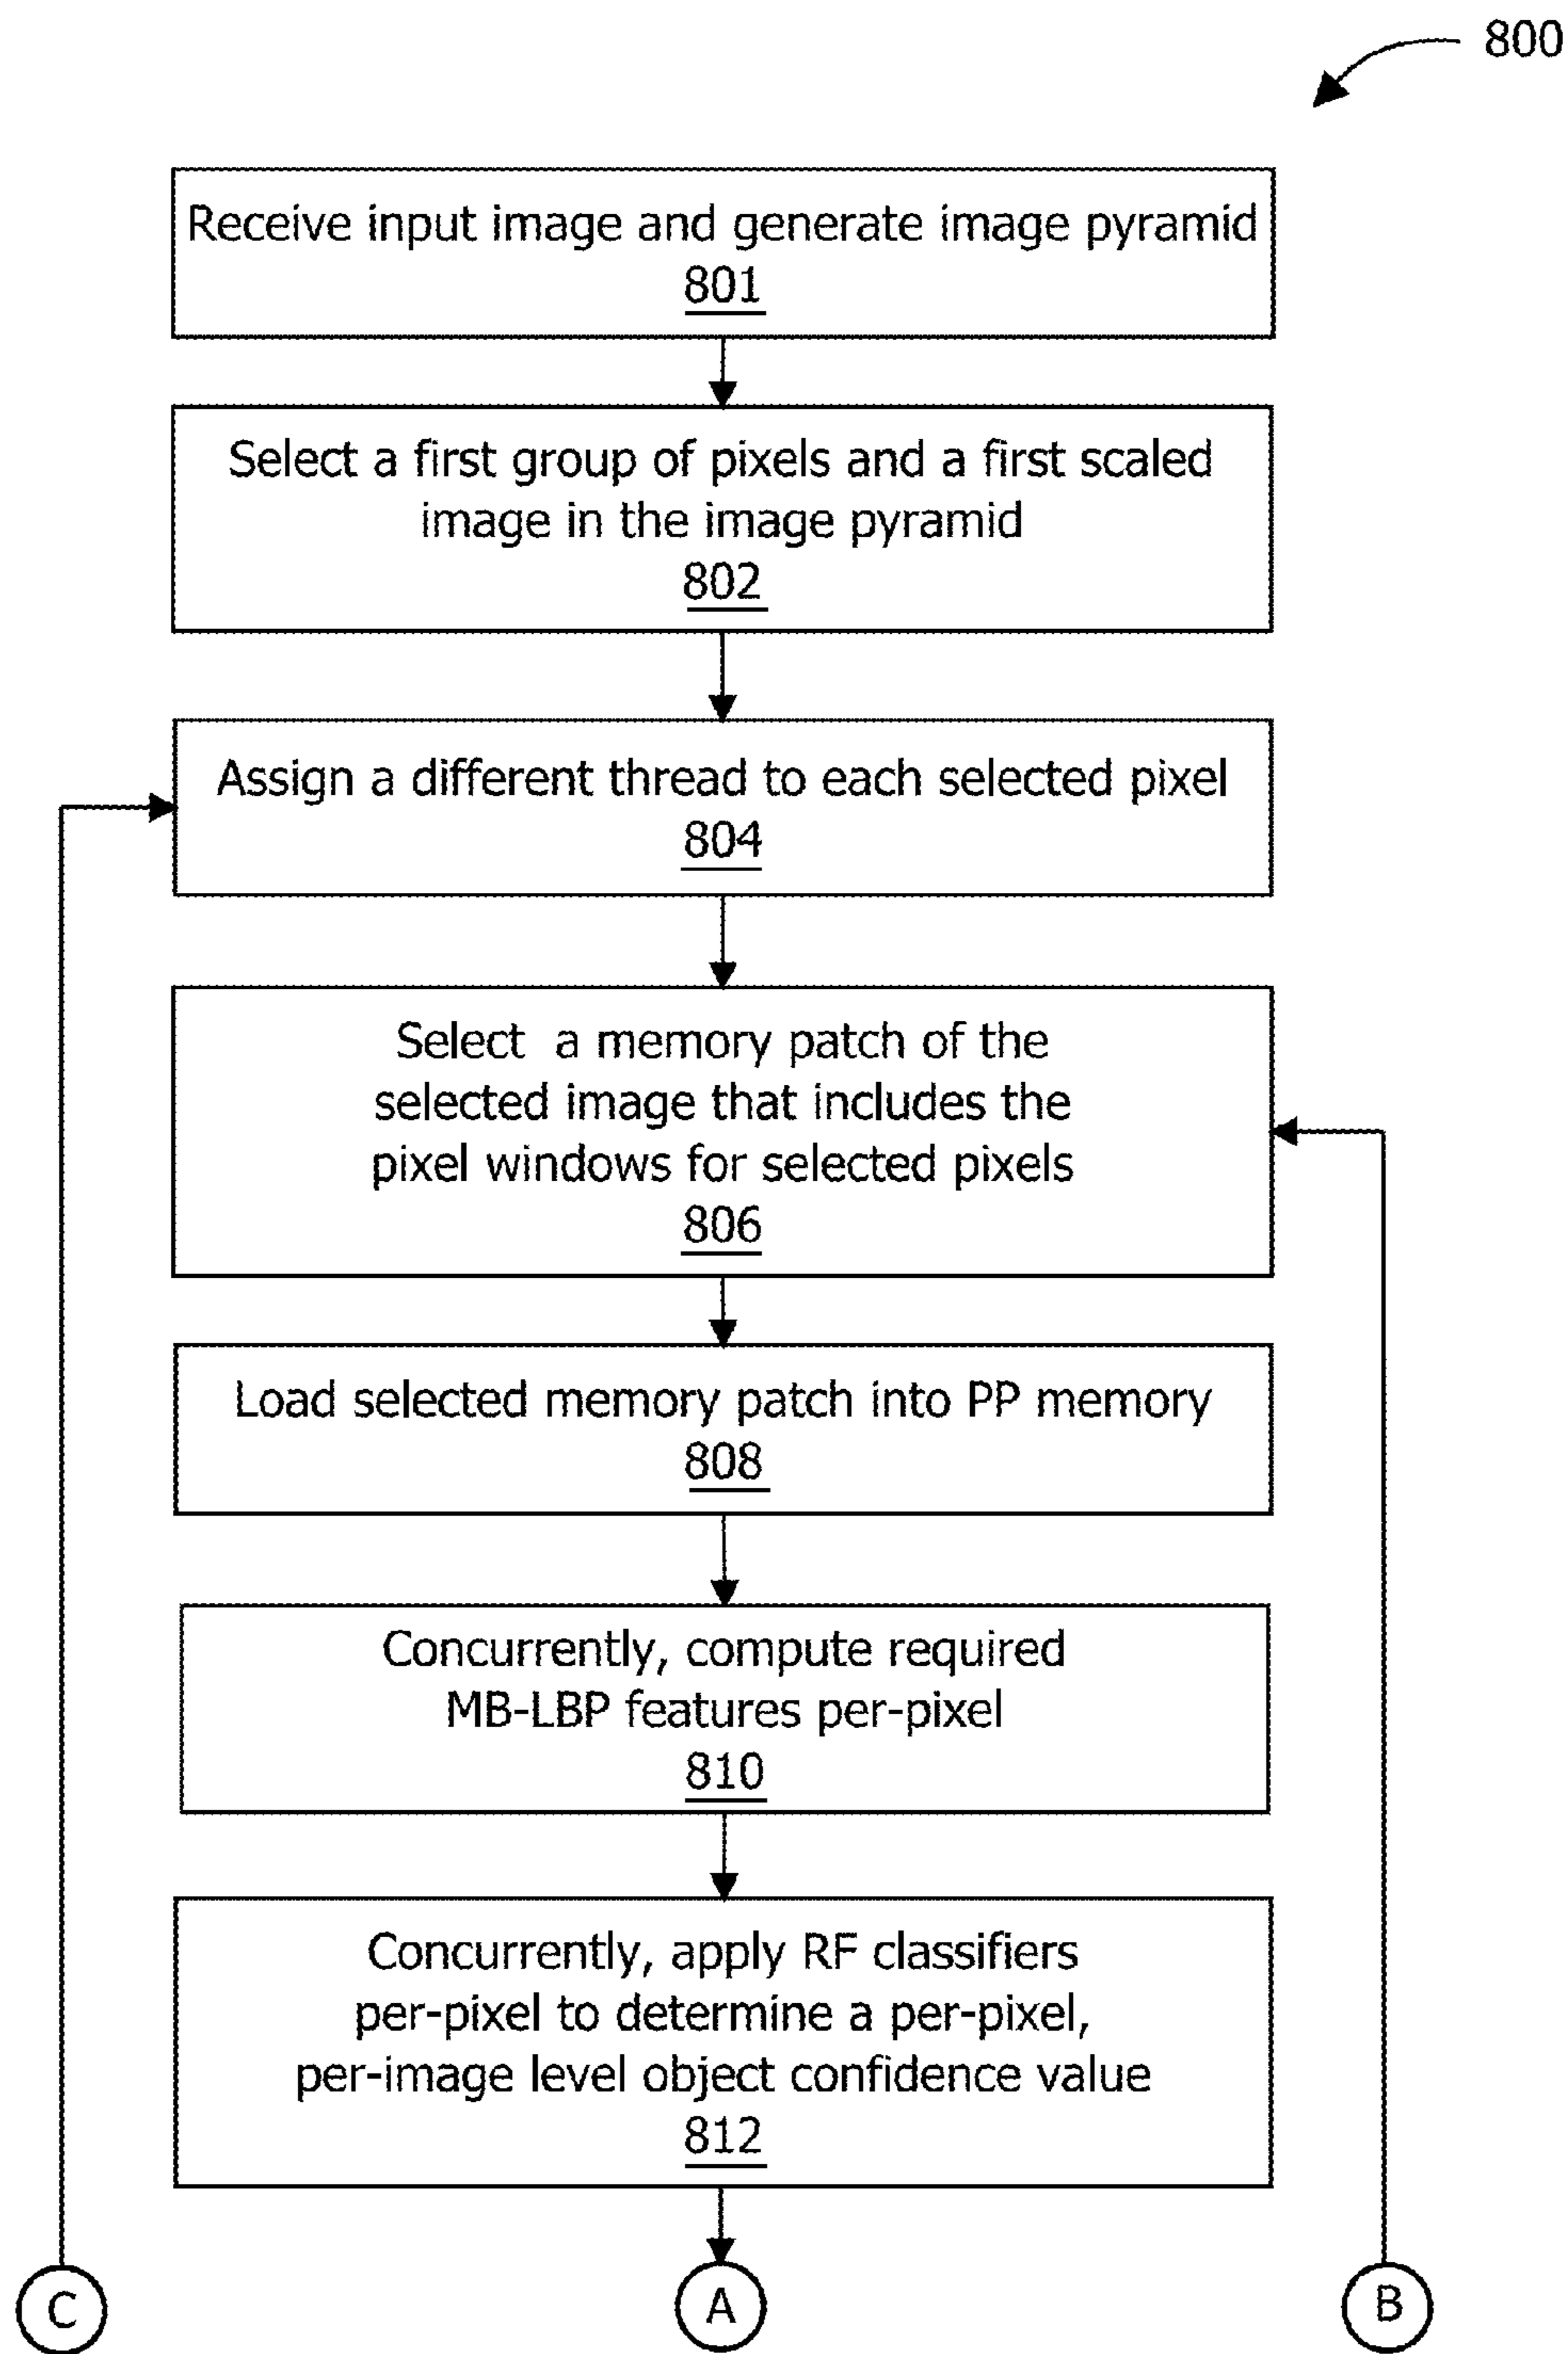 800
Receive input image and generate image pyramid
801
Select a first group of pixels and a first scaled
image in the image pyramid
802
Assign a different thread to each selected pixel
804
Select a memory patch of the
selected image that includes the
pixel windows for selected pixels
806
Load selected memory patch into PP memory
808
Concurrently, compute required
MB-LBP features per-pixel
810
Concurrently, apply RF classifiers
per-pixel to determine a per-pixel,
per-image level object confidence value
812
C
A
B